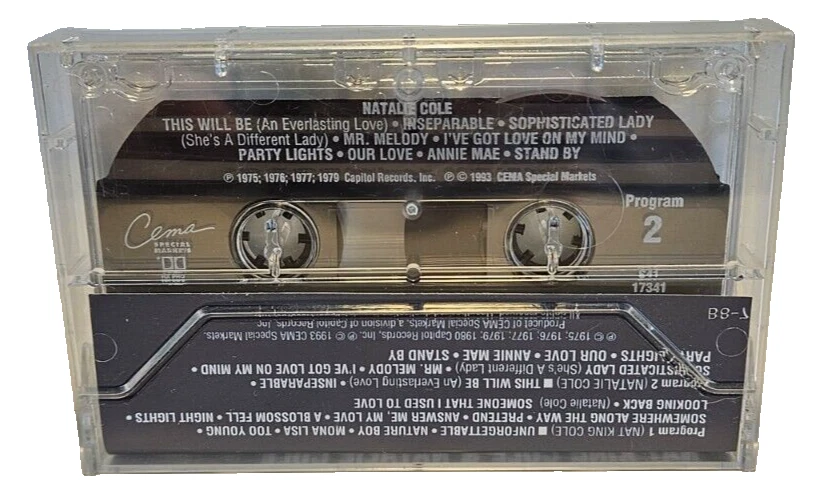 NATALIE COLE
THIS WILL BE (An Everlasting Love) • INSEPARABLE • SOPHISTICATED LADY
(She's A Different Lady) • MR. MELODY • I'VE GOT LOVE ON MY MIND •
PARTY LIGHTS • OUR LOVE • ANNIE MAE • STAND BY
℗ 1975; 1976; 1977; 1979 Capitol Records, Inc. ℗ © 1993 CEMA Special Markets
Program
2
Cema
SPECIAL
MARKETS
S41
17341
Y-88
Program 1 (NAT KING COLE) ■ UNFORGETTABLE • NATURE BOY • MONA LISA • TOO YOUNG •
SOMEWHERE ALONG THE WAY • PRETEND • ANSWER ME, MY LOVE • A BLOSSOM FELL • NIGHT LIGHTS •
LOOKING BACK • (Natalie Cole) SOMEONE THAT I USED TO LOVE
Program 2 (NATALIE COLE) ■ THIS WILL BE (An Everlasting Love) • INSEPARABLE •
SOPHISTICATED LADY (She's A Different Lady) • MR. MELODY • I'VE GOT LOVE ON MY MIND •
PARTY LIGHTS • OUR LOVE • ANNIE MAE • STAND BY
℗ 1975; 1976; 1977; 1979; 1980 Capitol Records, Inc. ℗ © 1993 CEMA Special Markets.
Product of CEMA Special Markets, a division of Capitol Records, Inc.